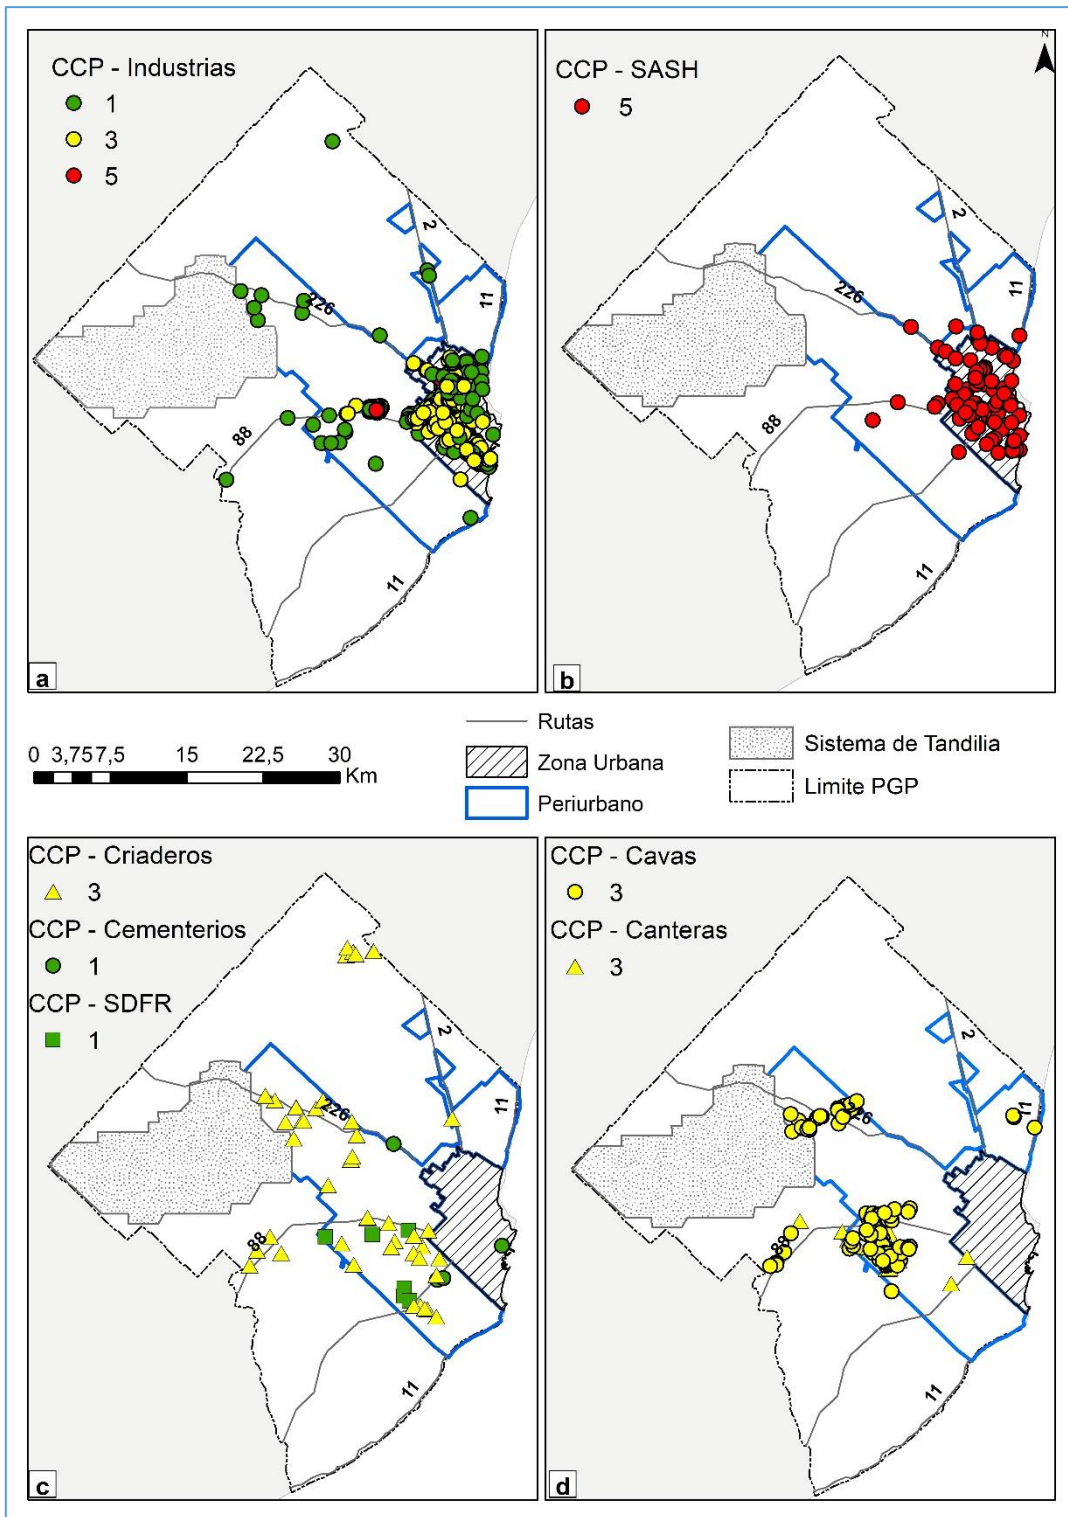 CCP - Industrias
1
3
5
2
11
226
88
11
a
N
CCP - SASH
5
2
11
226
88
11
b
0 3,75 7,5 15 22,5 30
Km
Rutas
Zona Urbana
Periurbano
Sistema de Tandilia
Limite PGP
CCP - Criaderos
3
CCP - Cementerios
1
CCP - SDFR
1
2
11
226
88
11
c
CCP - Cavas
3
CCP - Canteras
3
2
11
26
88
11
d